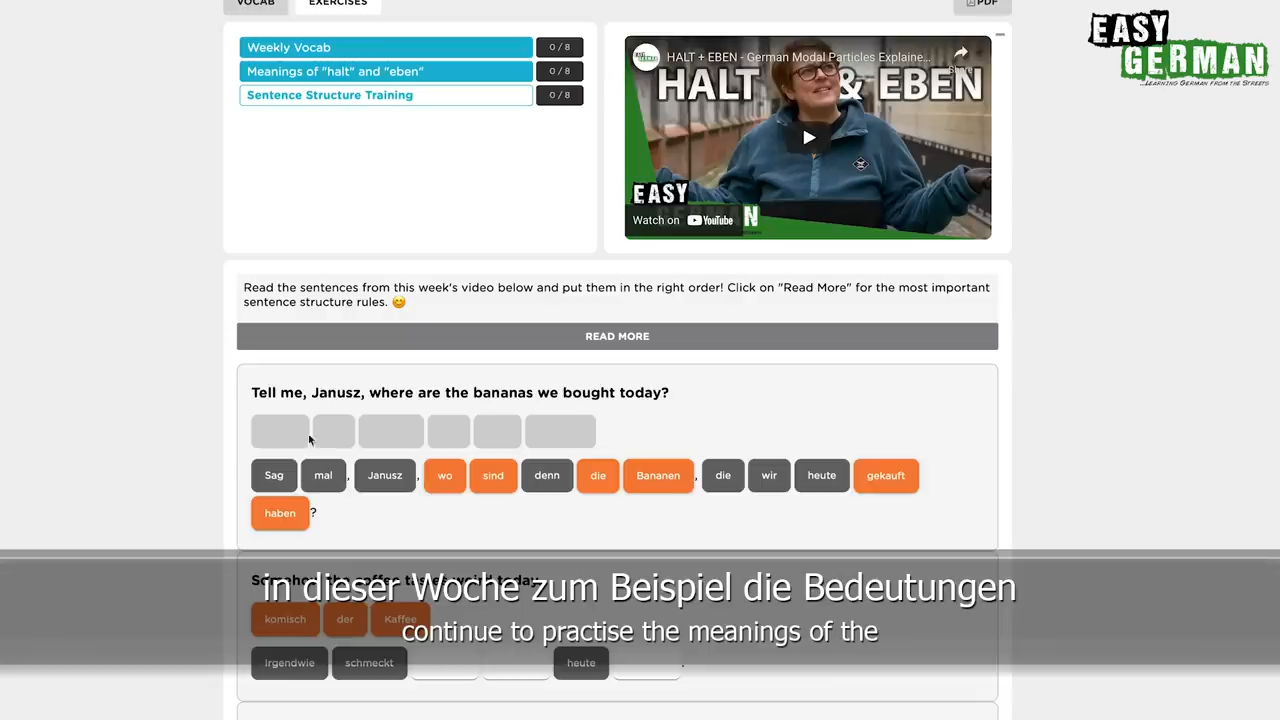 VOCAB
EXERCISES
PDF
EASY
GERMAN
...LEARNING GERMAN FROM THE STREETS
Weekly Vocab 0 / 8
Meanings of "halt" and "eben" 0 / 8
Sentence Structure Training 0 / 8
HALT + EBEN - German Modal Particles Explaine...
Share
HALT & EBEN
EASY
Watch on YouTube N
Read the sentences from this week's video below and put them in the right order! Click on "Read More" for the most important
sentence structure rules. 😊
READ MORE
Tell me, Janusz, where are the bananas we bought today?
Sag mal, Janusz, wo sind denn die Bananen, die wir heute gekauft
haben?
in dieser Woche zum Beispiel die Bedeutungen
komisch der Kaffee
continue to practise the meanings of the
Irgendwie schmeckt heute .